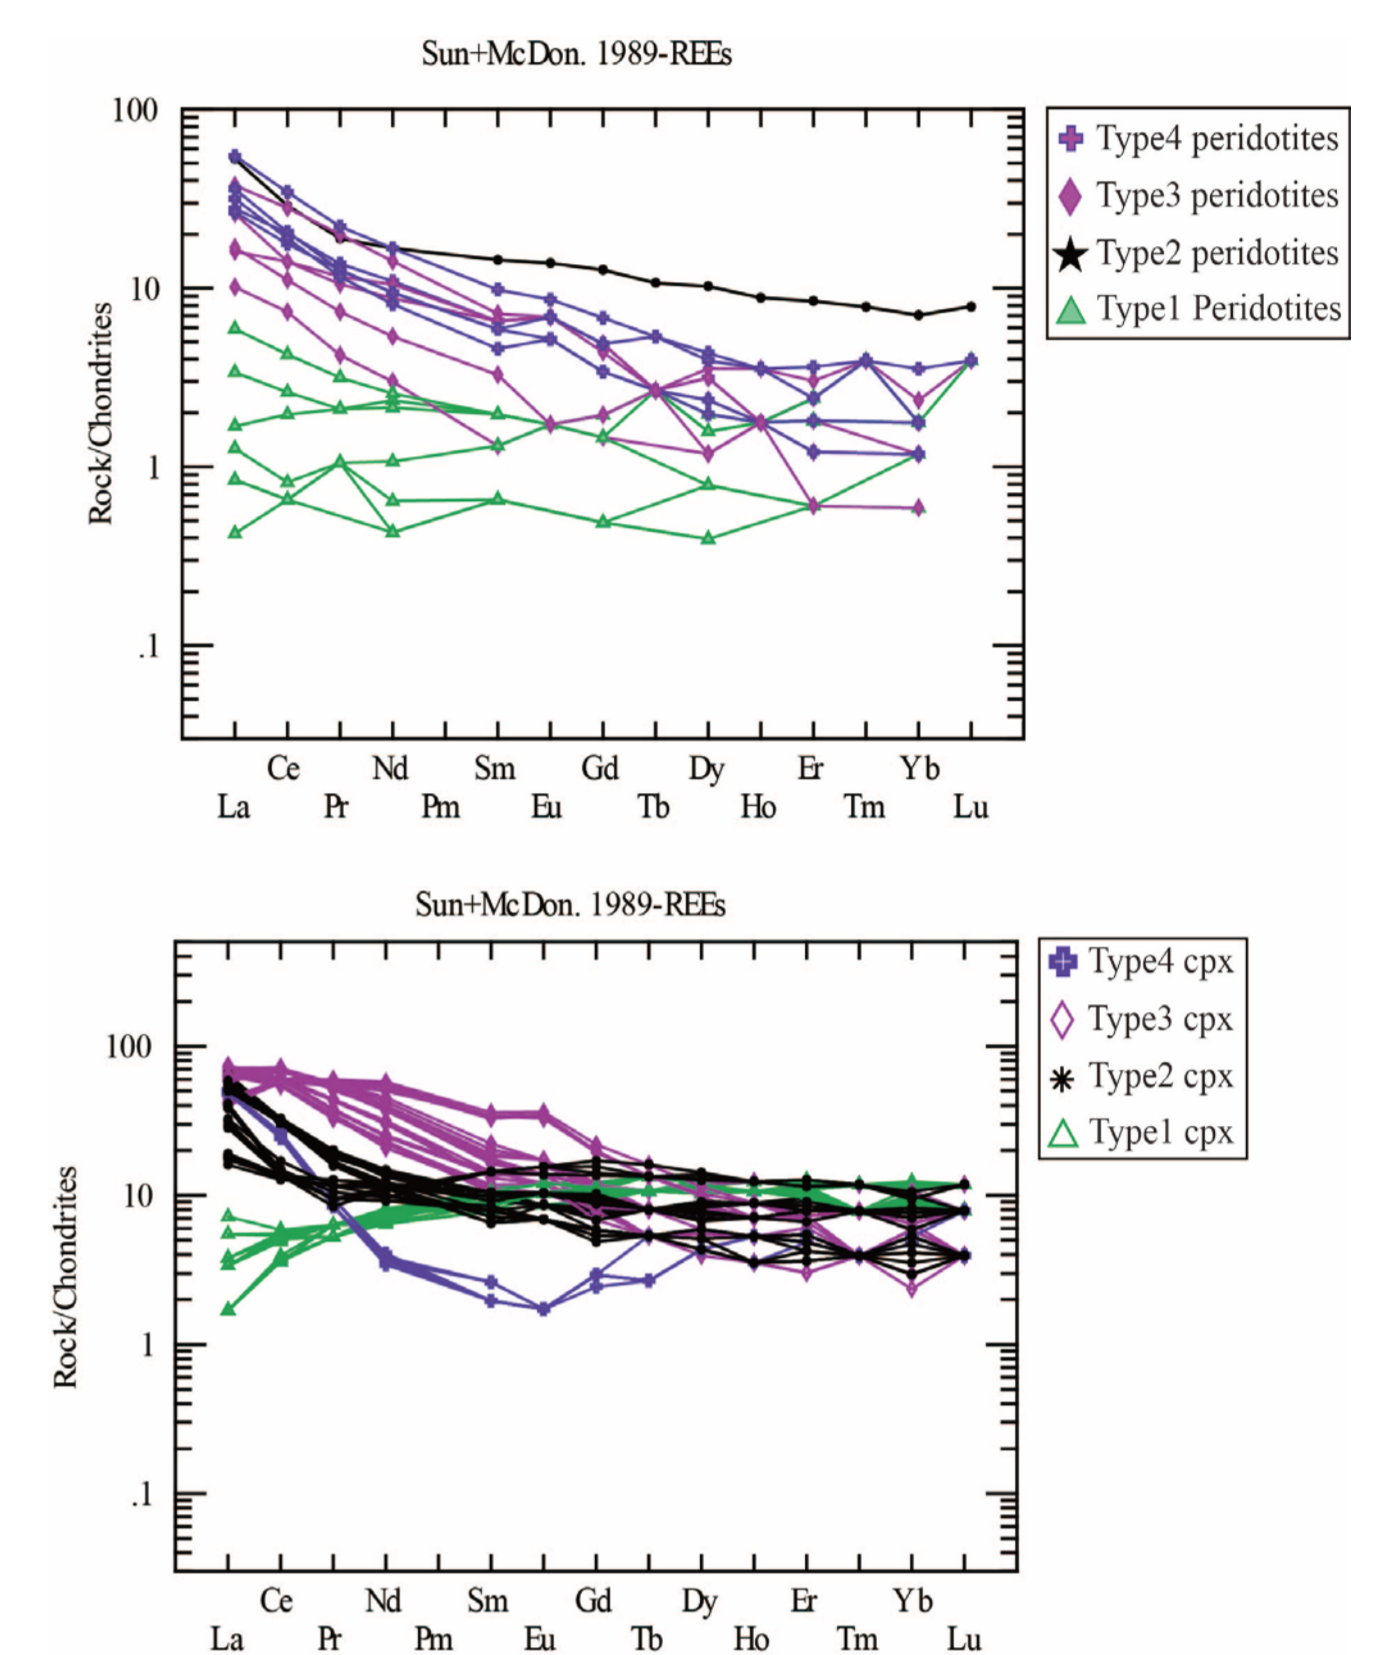 Sun+McDon. 1989-REEs
100
10
1
.1
Rock/Chondrites
Ce Nd Sm Gd Dy Er Yb
La Pr Pm Eu Tb Ho Tm Lu
Type4 peridotites
Type3 peridotites
Type2 peridotites
Type1 Peridotites
Sun+McDon. 1989-REEs
100
10
1
.1
Rock/Chondrites
Ce Nd Sm Gd Dy Er Yb
La Pr Pm Eu Tb Ho Tm Lu
Type4 cpx
Type3 cpx
Type2 cpx
Type1 cpx